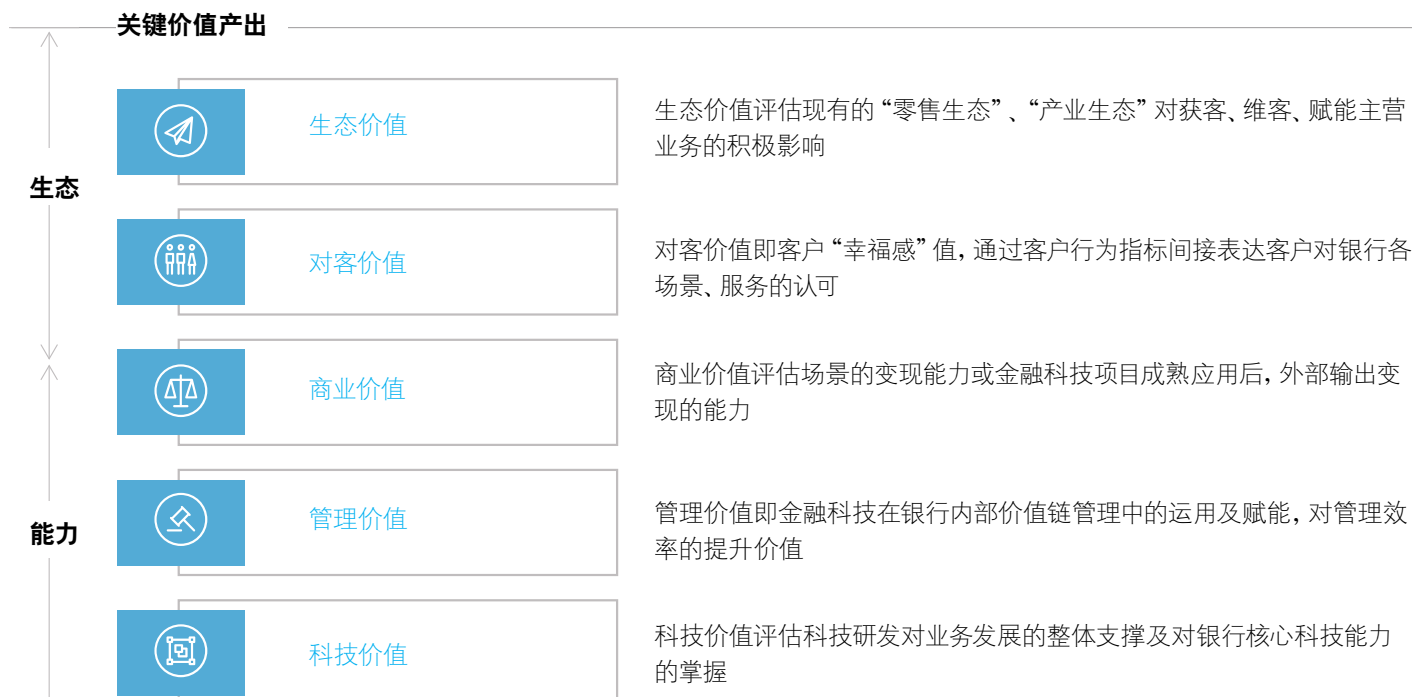 关键价值产出
生态
生态价值
生态价值评估现有的“零售生态”、“产业生态”对获客、维客、赋能主营
业务的积极影响
对客价值
对客价值即客户“幸福感”值，通过客户行为指标间接表达客户对银行各
场景、服务的认可
能力
商业价值
商业价值评估场景的变现能力或金融科技项目成熟应用后，外部输出变
现的能力
管理价值
管理价值即金融科技在银行内部价值链管理中的运用及赋能，对管理效
率的提升价值
科技价值
科技价值评估科技研发对业务发展的整体支撑及对银行核心科技能力
的掌握